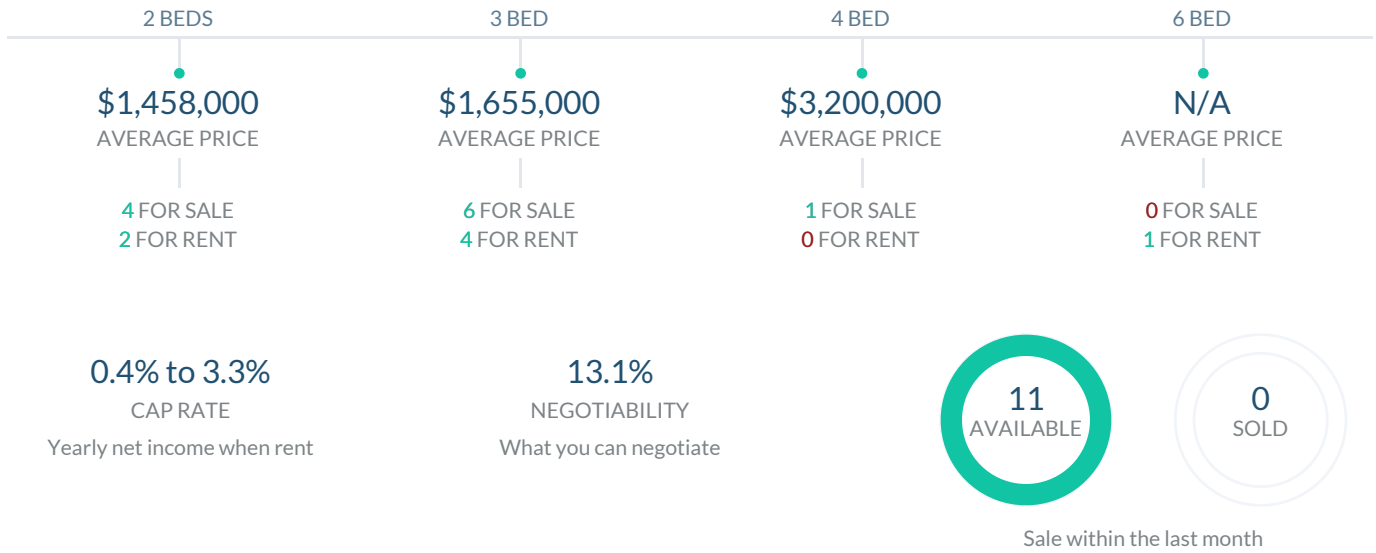 2 BEDS
3 BED
4 BED
6 BED
$1,458,000
AVERAGE PRICE
4 FOR SALE
2 FOR RENT
$1,655,000
AVERAGE PRICE
6 FOR SALE
4 FOR RENT
$3,200,000
AVERAGE PRICE
1 FOR SALE
0 FOR RENT
N/A
AVERAGE PRICE
0 FOR SALE
1 FOR RENT
0.4% to 3.3%
CAP RATE
Yearly net income when rent
13.1%
NEGOTIABILITY
What you can negotiate
11
AVAILABLE
0
SOLD
Sale within the last month